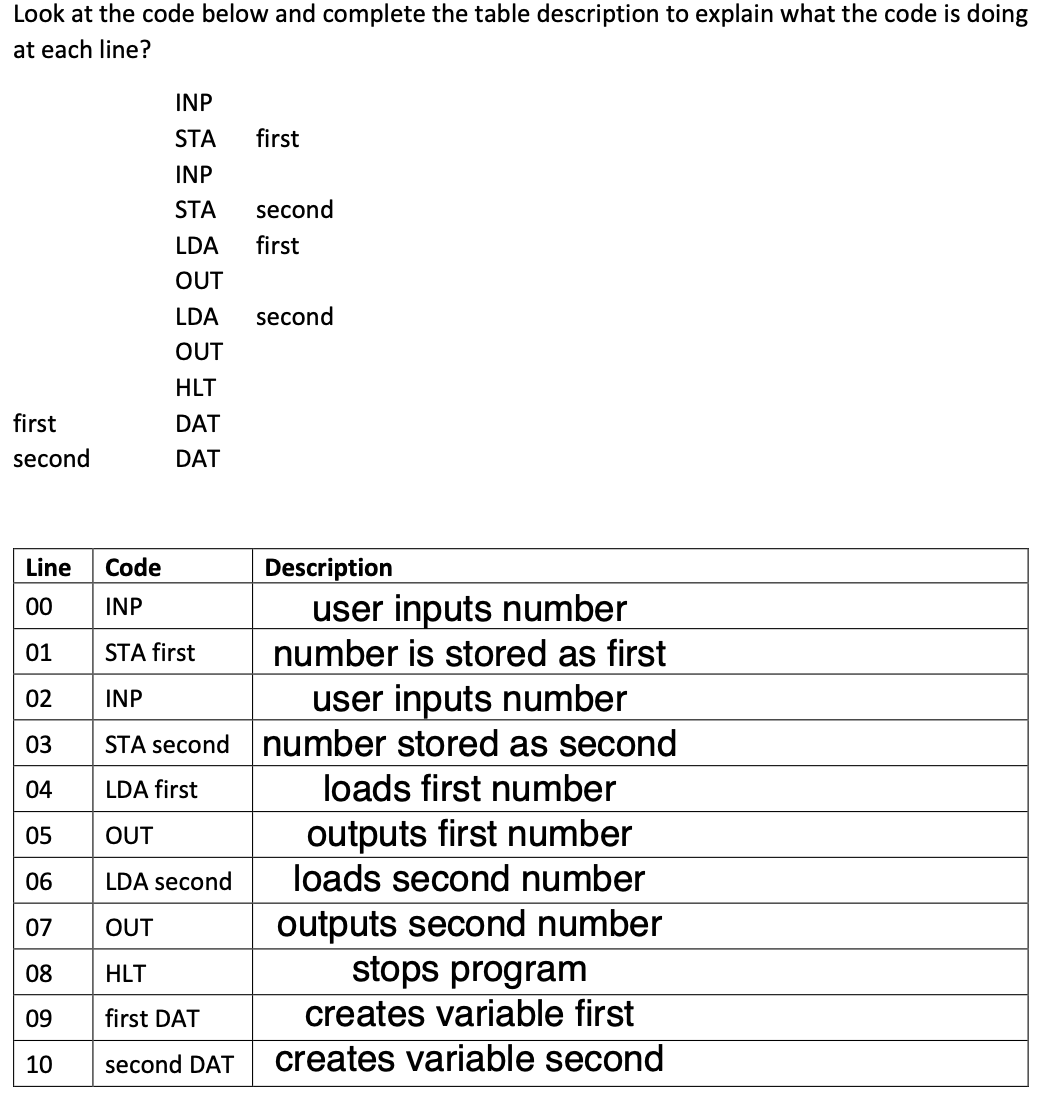 Look at the code below and complete the table description to explain what the code is doing
at each line?
INP
STA first
INP
STA second
LDA first
OUT
LDA second
OUT
HLT
first DAT
second DAT
Line Code Description
00 INP user inputs number
01 STA first number is stored as first
02 INP user inputs number
03 STA second number stored as second
04 LDA first loads first number
05 OUT outputs first number
06 LDA second loads second number
07 OUT outputs second number
08 HLT stops program
09 first DAT creates variable first
10 second DAT creates variable second